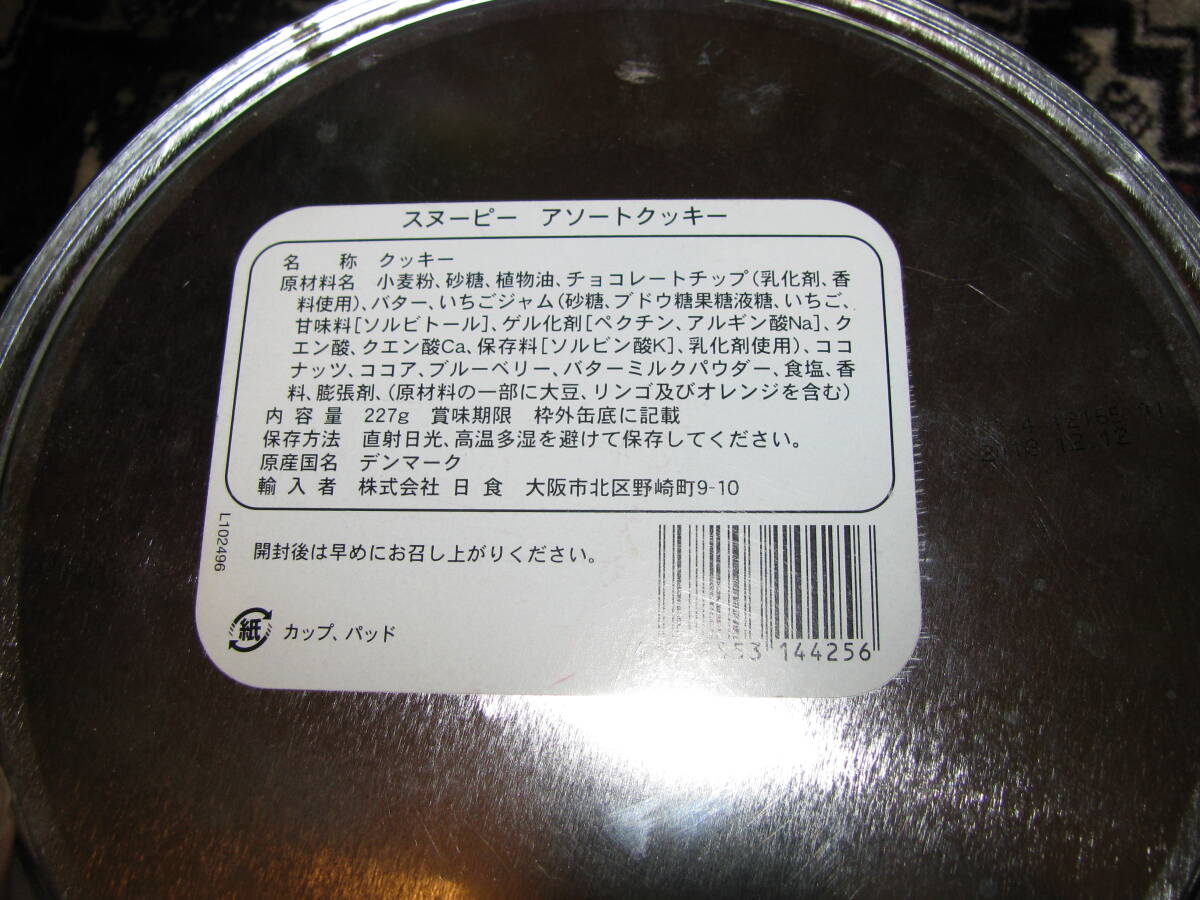 スヌーピー アソートクッキー
名称 クッキー
原材料名 小麦粉、砂糖、植物油、チョコレートチップ(乳化剤、香
料使用)、バター、いちごジャム(砂糖、ブドウ糖果糖液糖、いちご、
甘味料[ソルビトール]、ゲル化剤[ペクチン、アルギン酸Na]、ク
エン酸、クエン酸Ca、保存料[ソルビン酸K]、乳化剤使用)、ココ
ナッツ、ココア、ブルーベリー、バターミルクパウダー、食塩、香
料、膨張剤、(原材料の一部に大豆、リンゴ及びオレンジを含む)
内容量 227g 賞味期限 枠外缶底に記載
保存方法 直射日光、高温多湿を避けて保存してください。
原産国名 デンマーク
輸入者 株式会社 日食 大阪市北区野崎町9-10
L102496
開封後は早めにお召し上がりください。
紙 カップ、パッド
144256